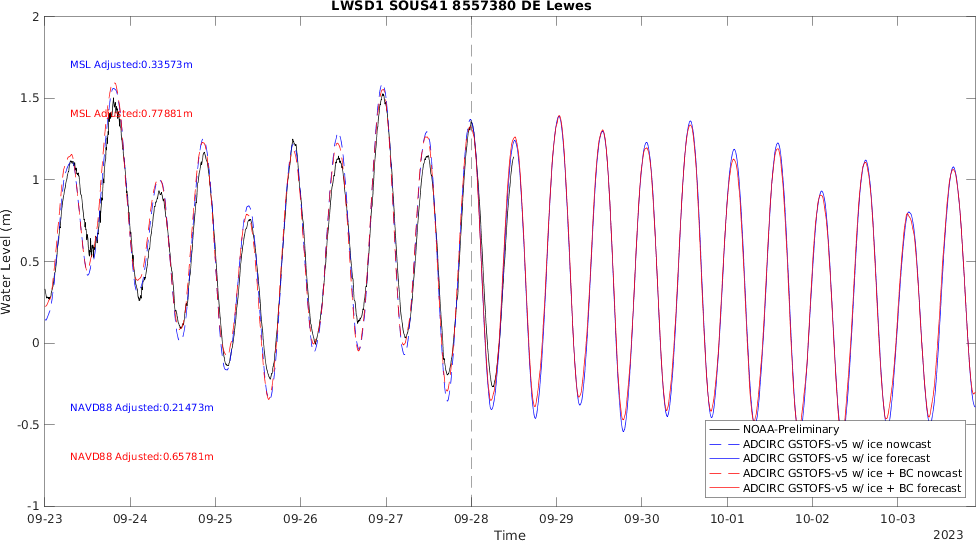 LWSD1 SOUS41 8557380 DE Lewes
2
MSL Adjusted:0.33573m
1.5
MSL Adjusted:0.77881m
1
Water Level (m)
0.5
0
NAVD88 Adjusted:0.21473m
-0.5
NAVD88 Adjusted:0.65781m
-1
NOAA-Preliminary
ADCIRC GSTOFS-v5 w/ ice nowcast
ADCIRC GSTOFS-v5 w/ ice forecast
ADCIRC GSTOFS-v5 w/ ice + BC nowcast
ADCIRC GSTOFS-v5 w/ ice + BC forecast
09-23 09-24 09-25 09-26 09-27 09-28 09-29 09-30 10-01 10-02 10-03
Time
2023